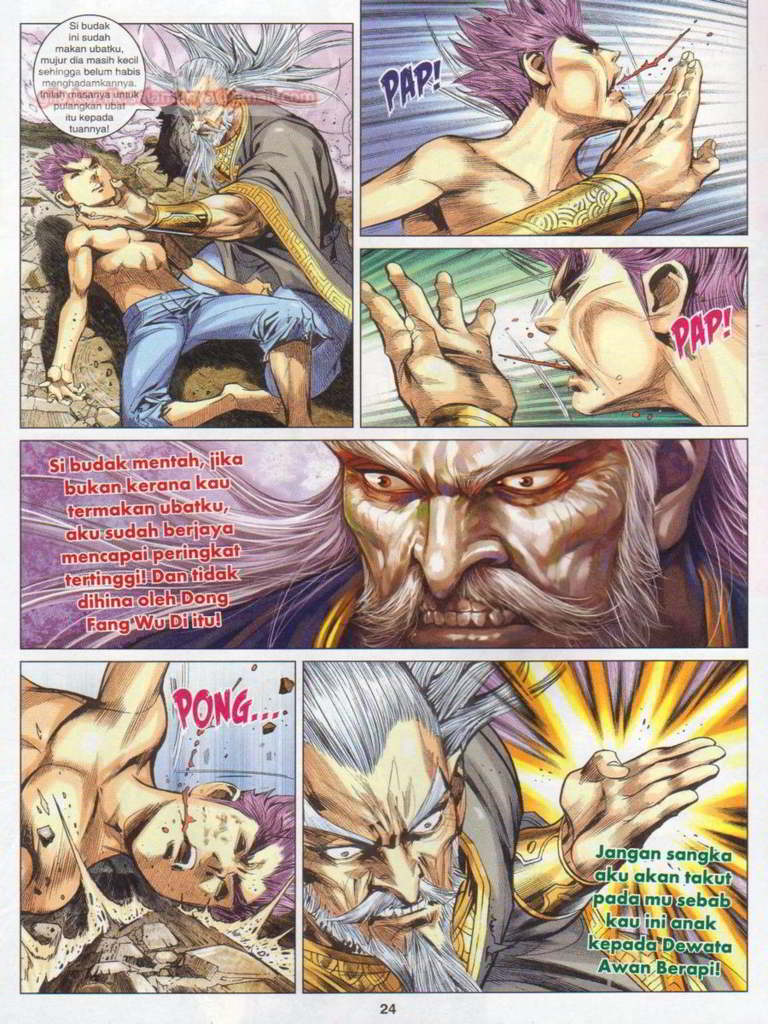 Si budak
ini sudah
makan ubatku,
mujur dia masih kecil
sehingga belum habis
menghadamkannya.
Inilah masanya untuk
pulangkan ubat
itu kepada
tuannya!
PAP!
PAP!
Si budak mentah, jika
bukan kerana kau
termakan ubatku,
aku sudah berjaya
mencapai peringkat
tertinggi! Dan tidak
dihina oleh Dong
Fang Wu Di itu!
PONG...
Jangan sangka
aku akan takut
pada mu sebab
kau ini anak
kepada Dewata
Awan Berapi!
24